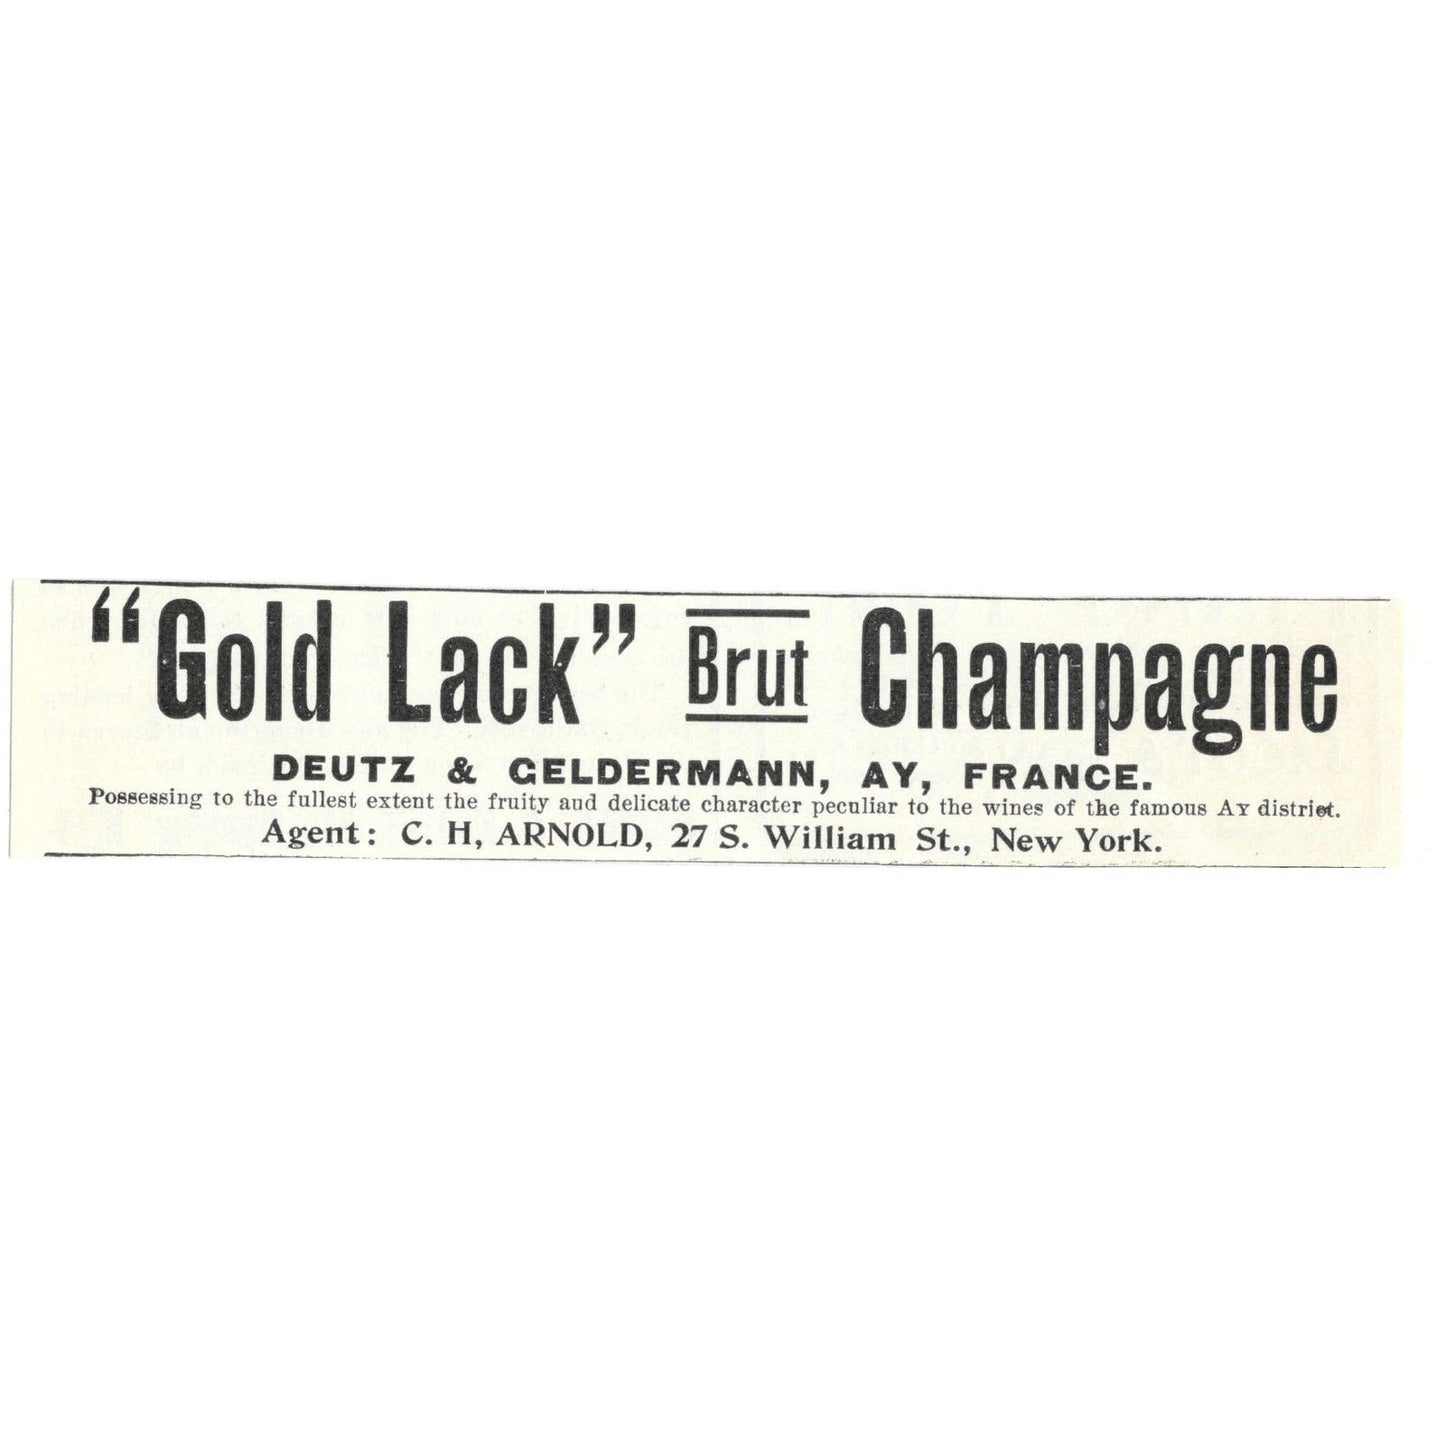 “Gold Lack” Brut Champagne
DEUTZ & GELDERMANN, AY, FRANCE.
Possessing to the fullest extent the fruity and delicate character peculiar to the wines of the famous AY district.
Agent: C. H, ARNOLD, 27 S. William St., New York.